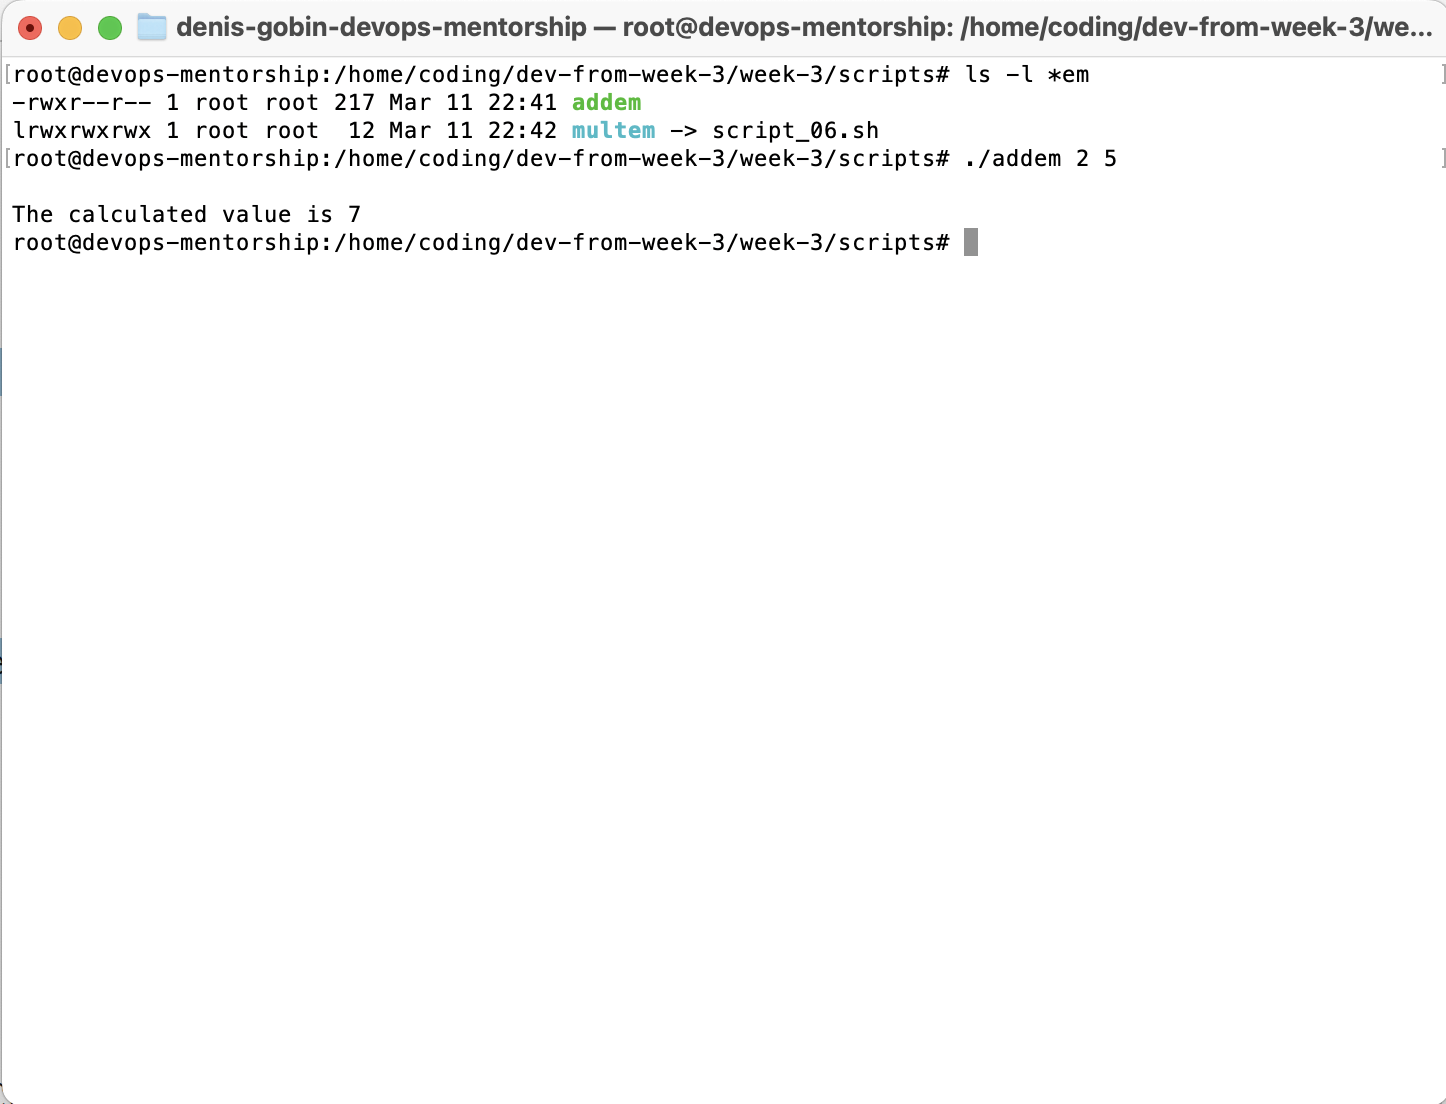 denis-gobin-devops-mentorship — root@devops-mentorship: /home/coding/dev-from-week-3/we...
[root@devops-mentorship:/home/coding/dev-from-week-3/week-3/scripts# ls -l *em ]
-rwxr--r-- 1 root root 217 Mar 11 22:41 addem
lrwxrwxrwx 1 root root  12 Mar 11 22:42 multem -> script_06.sh
[root@devops-mentorship:/home/coding/dev-from-week-3/week-3/scripts# ./addem 2 5 ]
The calculated value is 7
root@devops-mentorship:/home/coding/dev-from-week-3/week-3/scripts#